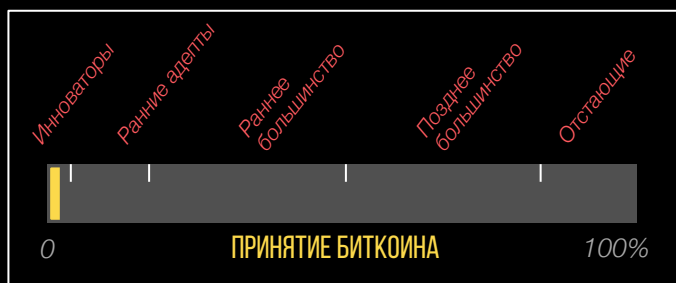 Инноваторы
Ранние адепты
Раннее
большинство
Позднее
большинство
Отстающие
0
ПРИНЯТИЕ БИТКОИНА
100%